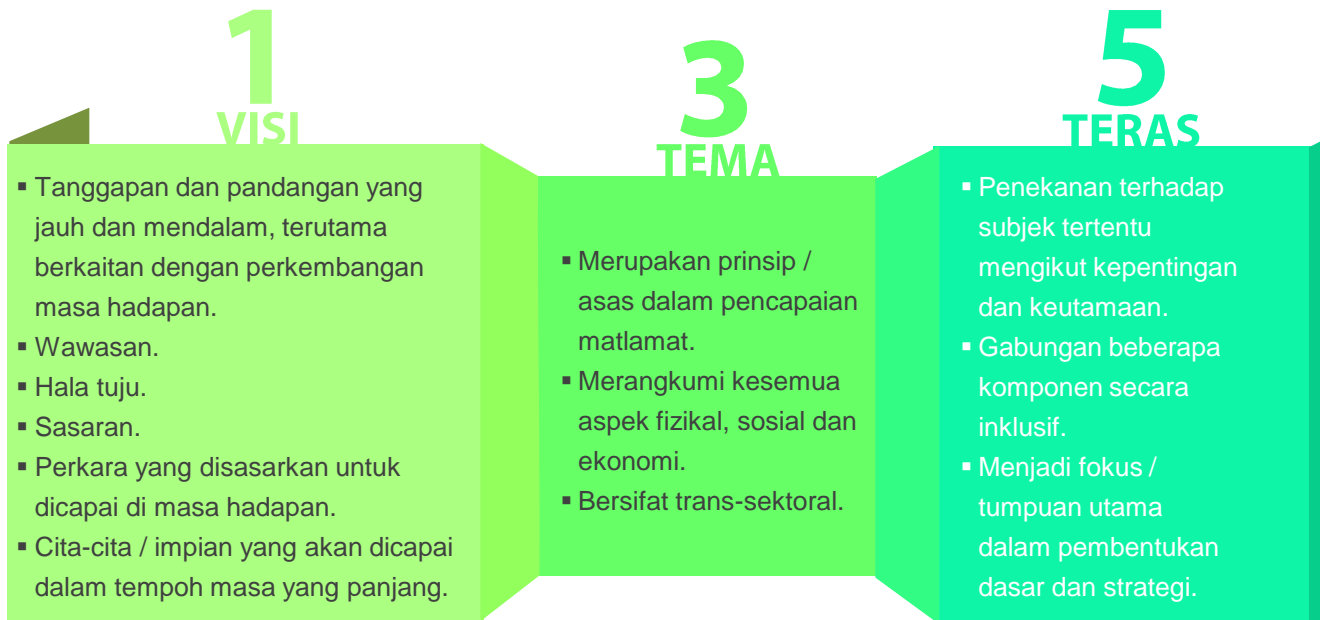 1
VISI
▪ Tanggapan dan pandangan yang
jauh dan mendalam, terutama
berkaitan dengan perkembangan
masa hadapan.
▪ Wawasan.
▪ Hala tuju.
▪ Sasaran.
▪ Perkara yang disasarkan untuk
dicapai di masa hadapan.
▪ Cita-cita / impian yang akan dicapai
dalam tempoh masa yang panjang.
3
TEMA
▪ Merupakan prinsip /
asas dalam pencapaian
matlamat.
▪ Merangkumi kesemua
aspek fizikal, sosial dan
ekonomi.
▪ Bersifat trans-sektoral.
5
TERAS
▪ Penekanan terhadap
subjek tertentu
mengikut kepentingan
dan keutamaan.
▪ Gabungan beberapa
komponen secara
inklusif.
▪ Menjadi fokus /
tumpuan utama
dalam pembentukan
dasar dan strategi.